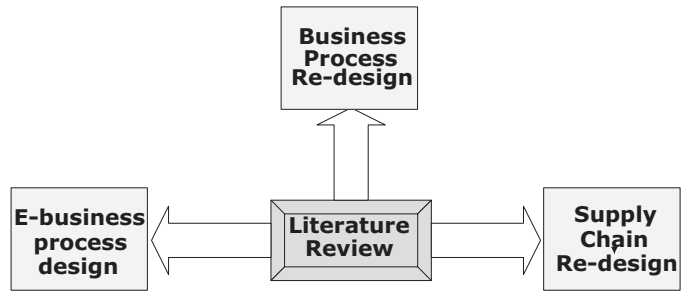 Business
Process
Re-design
E-business
process
design
Literature
Review
Supply
Chain
Re-design